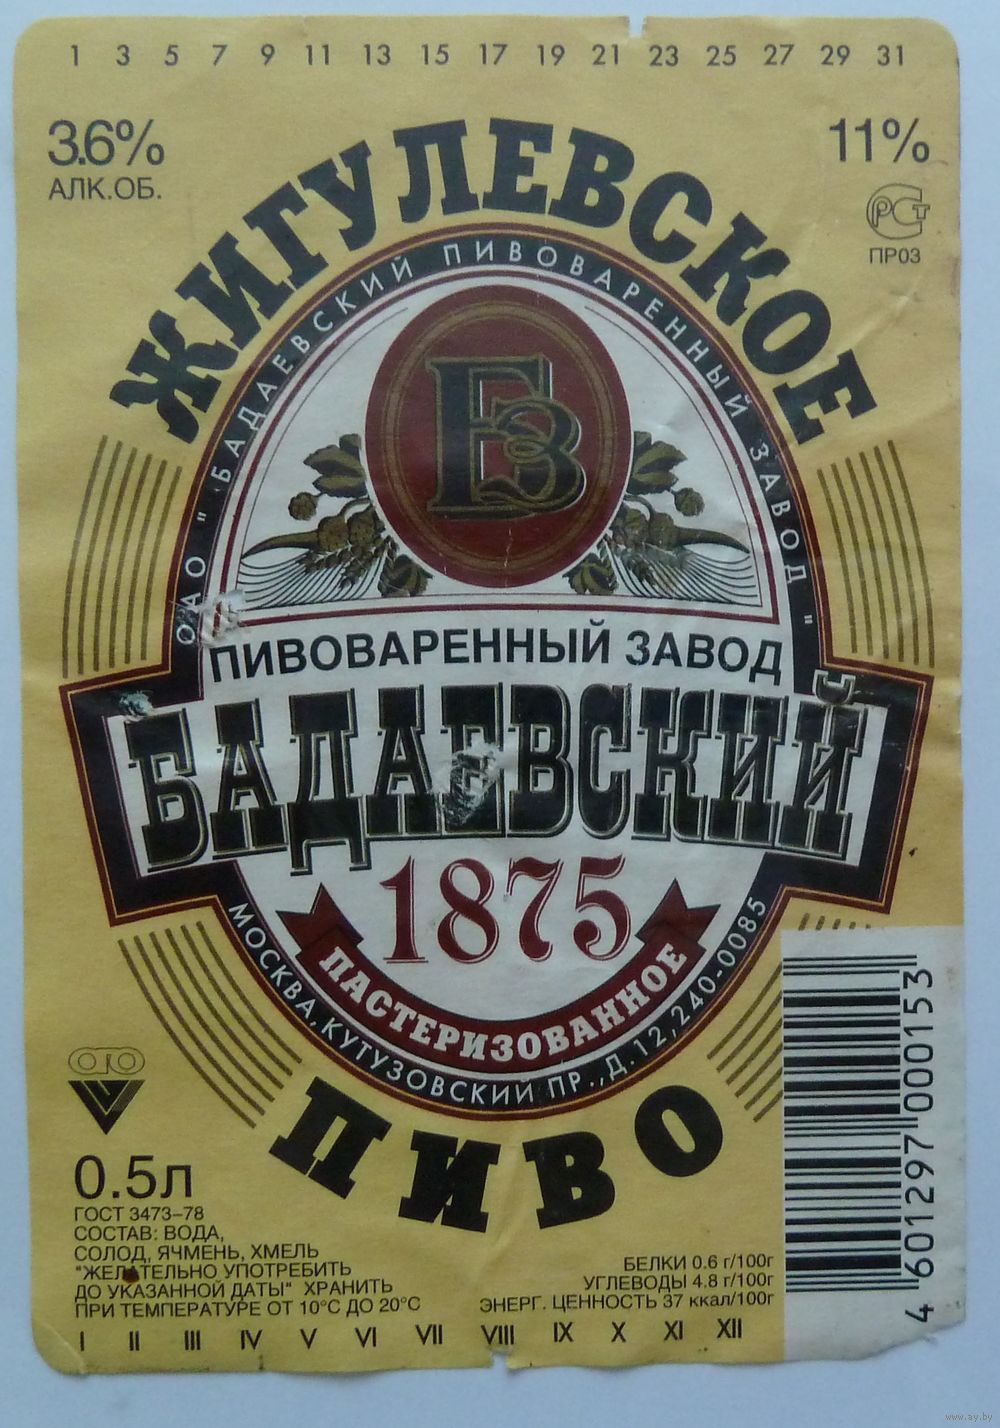 1 3 5 7 9 11 13 15 17 19 21 23 25 27 29 31
3.6%
АЛК.ОБ.
11%
РСТ
ПР03
ЖИГУЛЕВСКОЕ
ОАО "БАДАЕВСКИЙ ПИВОВАРЕННЫЙ ЗАВОД"
БЗ
ПИВОВАРЕННЫЙ ЗАВОД
БАДАЕВСКИЙ
1875
ПАСТЕРИЗОВАННОЕ
МОСКВА, КУТУЗОВСКИЙ ПР., Д.12, 240-0085
ПИВО
0.5л
ГОСТ 3473-78
СОСТАВ: ВОДА,
СОЛОД, ЯЧМЕНЬ, ХМЕЛЬ
"ЖЕЛАТЕЛЬНО УПОТРЕБИТЬ
ДО УКАЗАННОЙ ДАТЫ" ХРАНИТЬ
ПРИ ТЕМПЕРАТУРЕ ОТ 10°С ДО 20°С
БЕЛКИ 0.6 г/100г
УГЛЕВОДЫ 4.8 г/100г
ЭНЕРГ. ЦЕННОСТЬ 37 ккал/100г
4 601297 000153
I II III IV V VI VII VIII IX X XI XII
www.ay.by